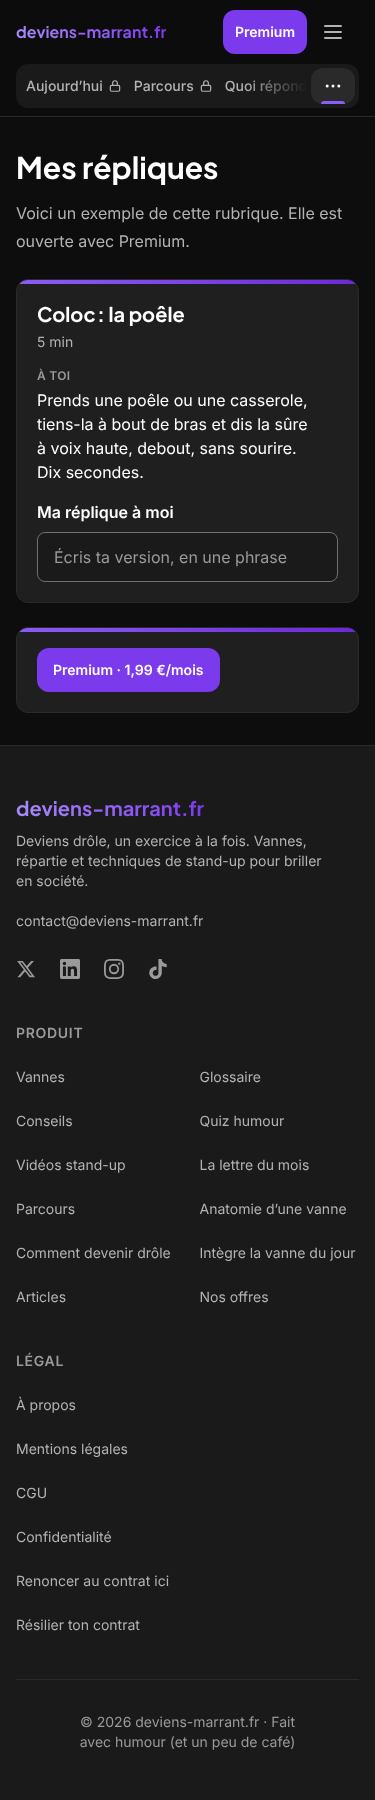 deviens-marrant.fr
Premium
Aujourd’hui
Parcours
Quoi répond
Mes répliques
Voici un exemple de cette rubrique. Elle est
ouverte avec Premium.
Coloc : la poêle
5 min
À TOI
Prends une poêle ou une casserole,
tiens-la à bout de bras et dis la sûre
à voix haute, debout, sans sourire.
Dix secondes.
Ma réplique à moi
Écris ta version, en une phrase
Premium · 1,99 €/mois
deviens-marrant.fr
Deviens drôle, un exercice à la fois. Vannes,
répartie et techniques de stand-up pour briller
en société.
contact@deviens-marrant.fr
PRODUIT
Vannes
Glossaire
Conseils
Quiz humour
Vidéos stand-up
La lettre du mois
Parcours
Anatomie d’une vanne
Comment devenir drôle
Intègre la vanne du jour
Articles
Nos offres
LÉGAL
À propos
Mentions légales
CGU
Confidentialité
Renoncer au contrat ici
Résilier ton contrat
© 2026 deviens-marrant.fr · Fait
avec humour (et un peu de café)